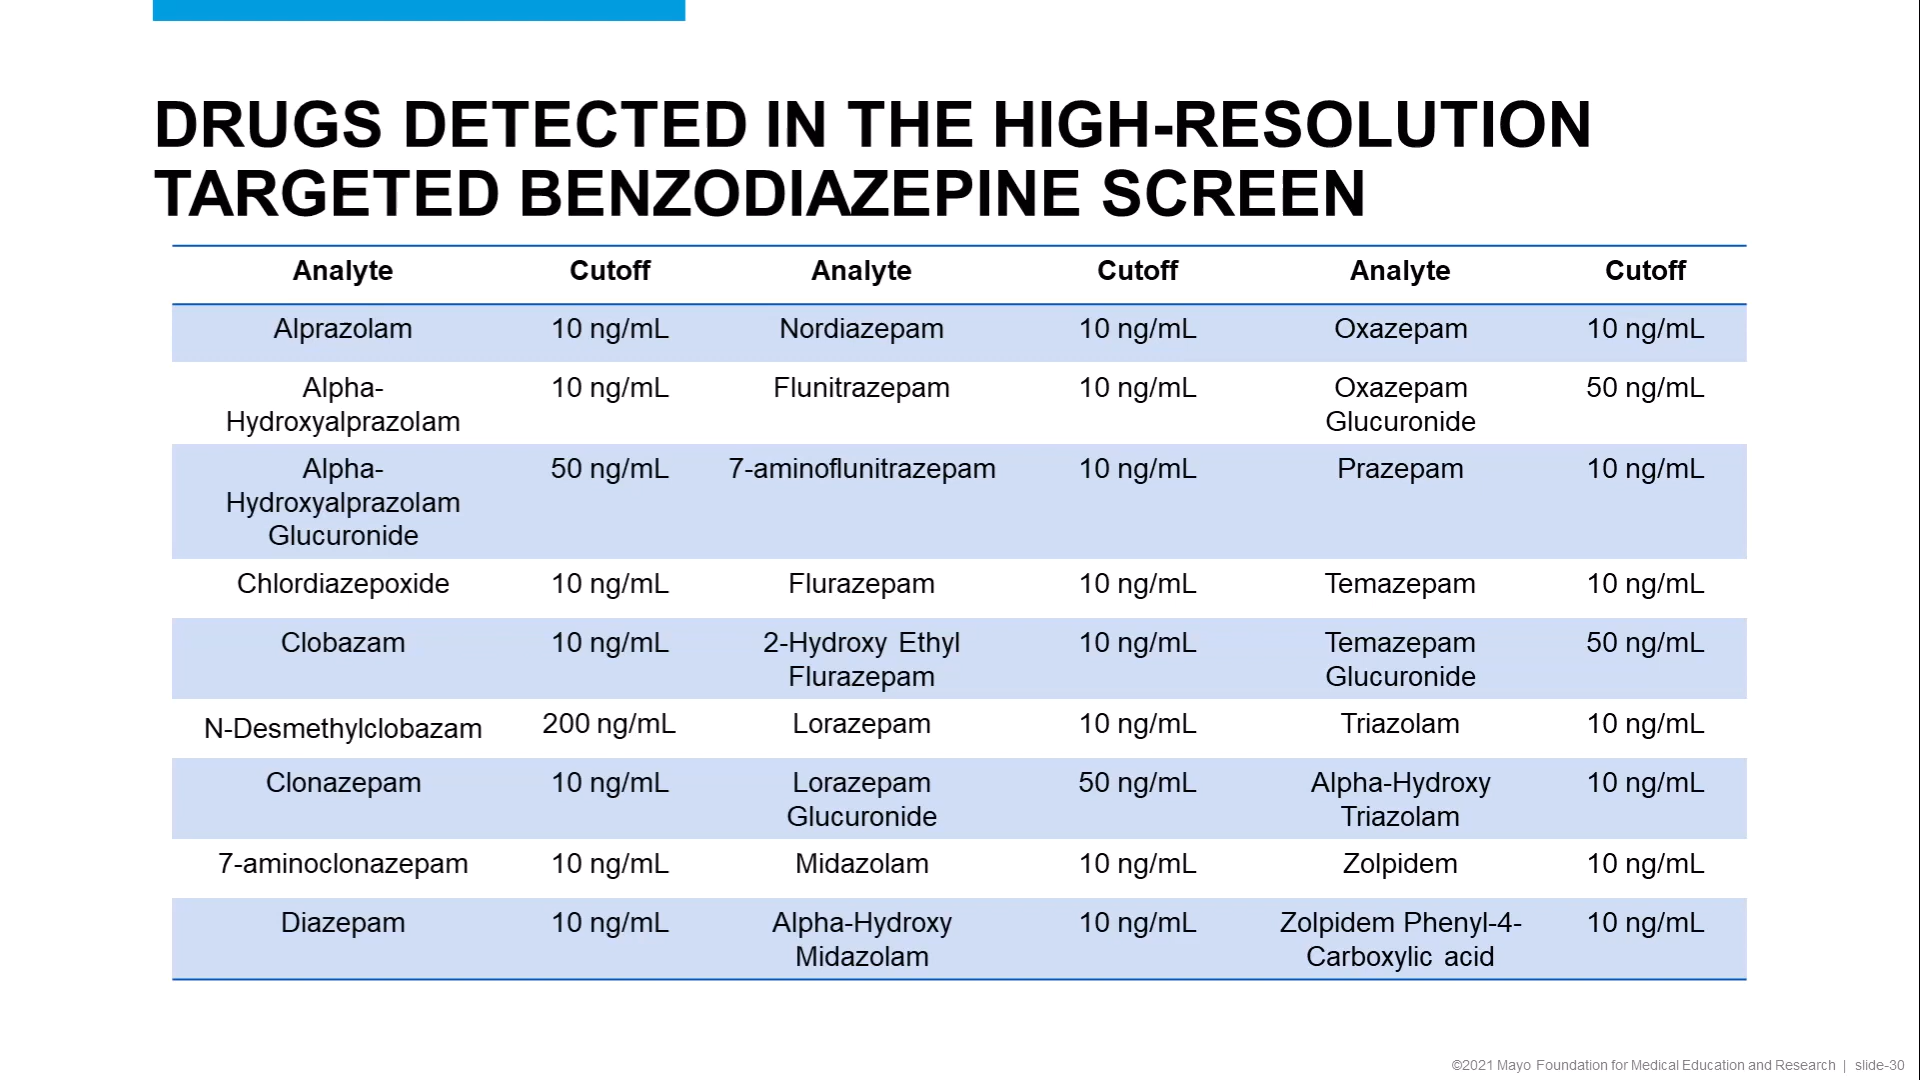 DRUGS DETECTED IN THE HIGH-RESOLUTION
TARGETED BENZODIAZEPINE SCREEN
Analyte Cutoff Analyte Cutoff Analyte Cutoff
Alprazolam 10 ng/mL Nordiazepam 10 ng/mL Oxazepam 10 ng/mL
Alpha- 10 ng/mL Flunitrazepam 10 ng/mL Oxazepam 50 ng/mL
Hydroxyalprazolam Glucuronide
Alpha- 50 ng/mL 7-aminoflunitrazepam 10 ng/mL Prazepam 10 ng/mL
Hydroxyalprazolam
Glucuronide
Chlordiazepoxide 10 ng/mL Flurazepam 10 ng/mL Temazepam 10 ng/mL
Clobazam 10 ng/mL 2-Hydroxy Ethyl 10 ng/mL Temazepam 50 ng/mL
Flurazepam Glucuronide
N-Desmethylclobazam 200 ng/mL Lorazepam 10 ng/mL Triazolam 10 ng/mL
Clonazepam 10 ng/mL Lorazepam 50 ng/mL Alpha-Hydroxy 10 ng/mL
Glucuronide Triazolam
7-aminoclonazepam 10 ng/mL Midazolam 10 ng/mL Zolpidem 10 ng/mL
Diazepam 10 ng/mL Alpha-Hydroxy 10 ng/mL Zolpidem Phenyl-4- 10 ng/mL
Midazolam Carboxylic acid
©2021 Mayo Foundation for Medical Education and Research | slide-30